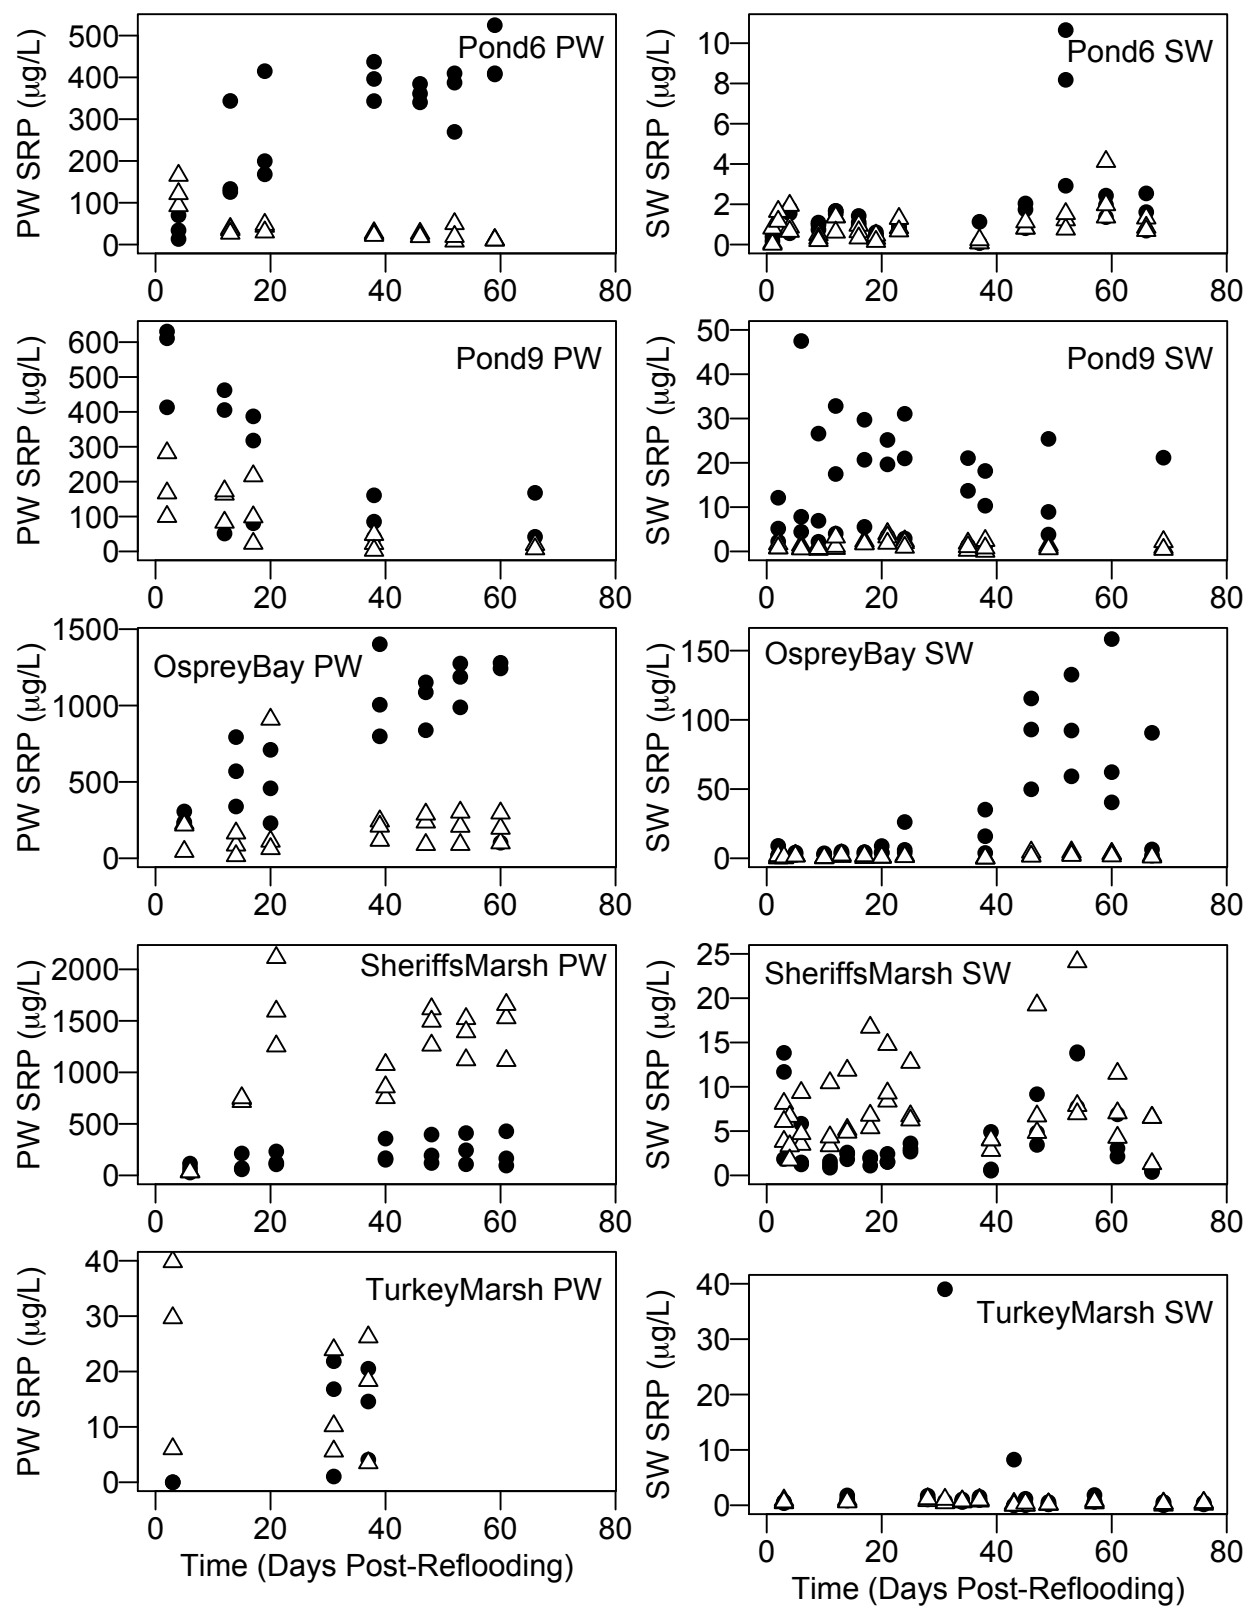 PW SRP (µg/L)
500
400
300
200
100
0
Pond6 PW
0 20 40 60 80
SW SRP (µg/L)
10
8
6
4
2
0
Pond6 SW
0 20 40 60 80
PW SRP (µg/L)
600
500
400
300
200
100
0
Pond9 PW
0 20 40 60 80
SW SRP (µg/L)
50
40
30
20
10
0
Pond9 SW
0 20 40 60 80
PW SRP (µg/L)
1500
1000
500
0
OspreyBay PW
0 20 40 60 80
SW SRP (µg/L)
150
100
50
0
OspreyBay SW
0 20 40 60 80
PW SRP (µg/L)
2000
1500
1000
500
0
SheriffsMarsh PW
0 20 40 60 80
SW SRP (µg/L)
25
20
15
10
5
0
SheriffsMarsh SW
0 20 40 60 80
PW SRP (µg/L)
40
30
20
10
0
TurkeyMarsh PW
0 20 40 60 80
Time (Days Post-Reflooding)
SW SRP (µg/L)
40
30
20
10
0
TurkeyMarsh SW
0 20 40 60 80
Time (Days Post-Reflooding)